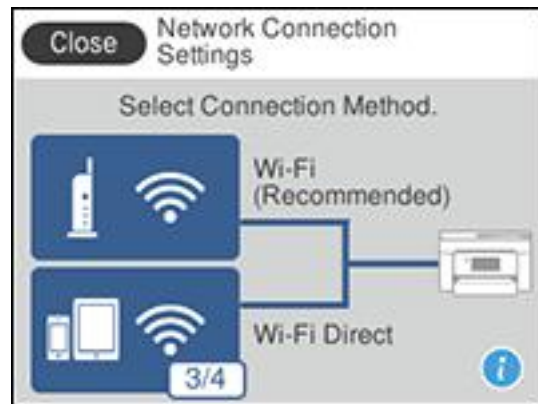 Close
Network Connection
Settings
Select Connection Method.
Wi-Fi
(Recommended)
Wi-Fi Direct
3/4
i